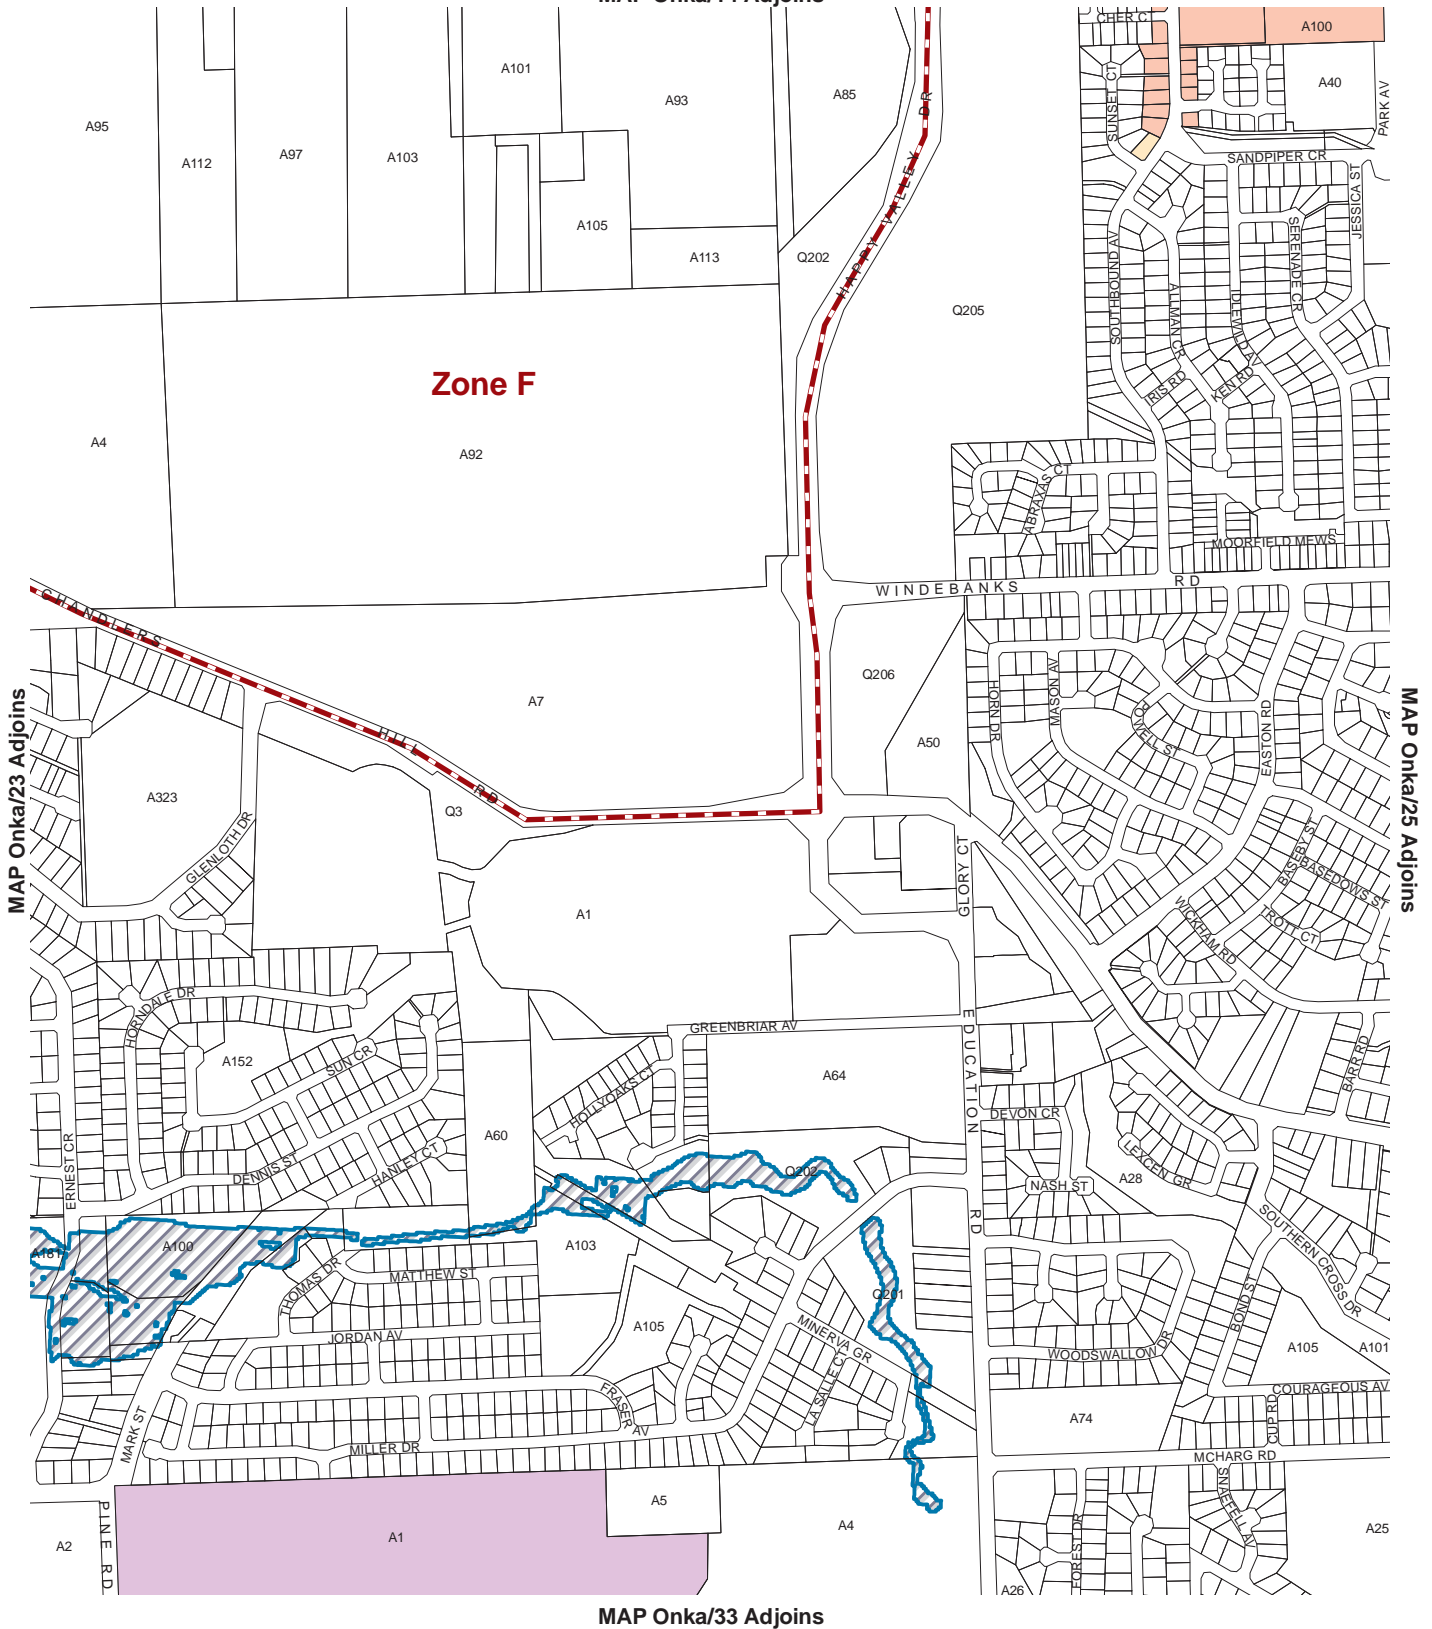 CHER CT
A100
A101
A93
A85
DR
SUNSET CT
A40
PARK AV
A95
A112
A97
A103
SANDPIPER CR
JESSICA ST
A105
A113
Q202
HAPPY VALLEY
SOUTHBOUND AV
SERENADE CR
Q205
ALLMAN CR
IDLEWILD AV
Zone F
IRIS RD
KEN RD
A4
A92
ABRAXAS CT
MOORFIELD MEWS
WINDEBANKS RD
CHANDLERS
HILL
RD
A7
Q206
A50
HORN DR
MASON AV
POWELL ST
EASTON RD
MAP Onka/23 Adjoins
MAP Onka/25 Adjoins
A323
Q3
GLENLOTH DR
GLORY CT
BASEBY ST
BASEDOWS ST
A1
WICKHAM RD
TROTT CT
HORNDALE DR
GREENBRIAR AV
EDUCATION
RD
A152
SUN CR
HOLLYOAKS CT
A64
BARR RD
DEVON CR
ERNEST CR
A60
DENNIS ST
HANLEY CT
Q202
NASH ST
A28
LEXCEN GR
A181
A100
A103
SOUTHERN CROSS DR
THOMAS DR
MATTHEW ST
Q201
BOND ST
JORDAN AV
A105
MINERVA GR
LA SALLE CT
WOODSWALLOW DR
A105
A101
FRASER AV
COURAGEOUS AV
CUP RD
A74
MARK ST
MILLER DR
MCHARG RD
PINE RD
A2
A1
A5
A4
FOREST DR
SNAEFELL AV
A25
A26
MAP Onka/33 Adjoins